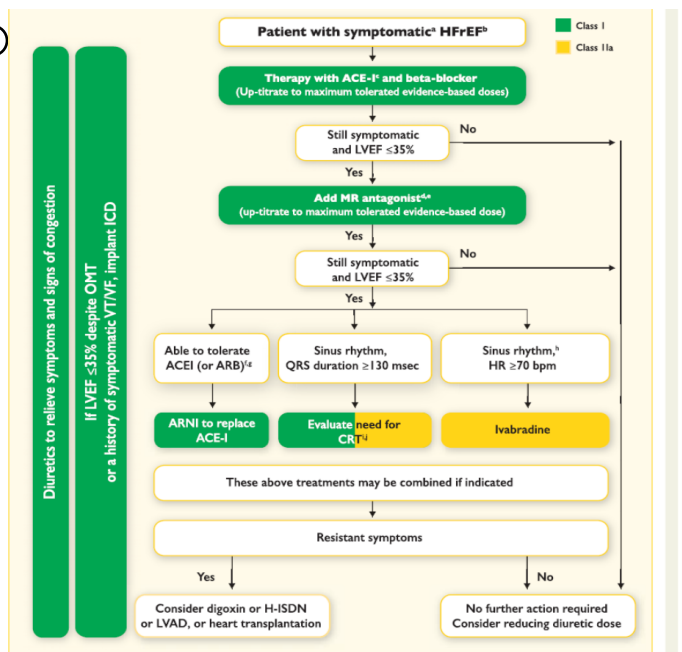 Patient with symptomaticᵃ HFrEFᵇ
Class I
Class IIa
Therapy with ACE-Iᶜ and beta-blocker
(Up-titrate to maximum tolerated evidence-based doses)
Still symptomatic
and LVEF ≤35%
No
Yes
Add MR antagonistᵈ,ᵉ
(up-titrate to maximum tolerated evidence-based dose)
Yes
Still symptomatic
and LVEF ≤35%
No
Yes
Able to tolerate
ACEI (or ARB)ᶠ,ᵍ
Sinus rhythm,
QRS duration ≥130 msec
Sinus rhythm,ʰ
HR ≥70 bpm
ARNI to replace
ACE-I
Evaluate need for
CRTⁱ,ʲ
Ivabradine
These above treatments may be combined if indicated
Resistant symptoms
Yes
No
Consider digoxin or H-ISDN
or LVAD, or heart transplantation
No further action required
Consider reducing diuretic dose
Diuretics to relieve symptoms and signs of congestion
If LVEF ≤35% despite OMT
or a history of symptomatic VT/VF, implant ICD